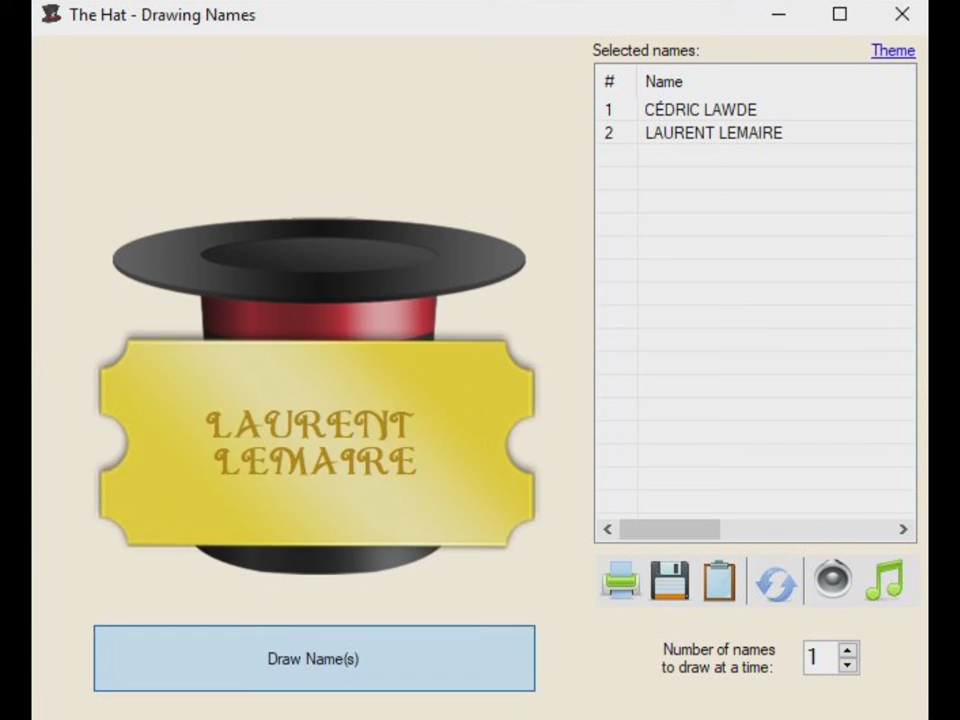 The Hat - Drawing Names
Selected names:
Theme
# Name
1 CÉDRIC LAWDE
2 LAURENT LEMAIRE
LAURENT
LEMAIRE
Draw Name(s)
Number of names
to draw at a time:
1